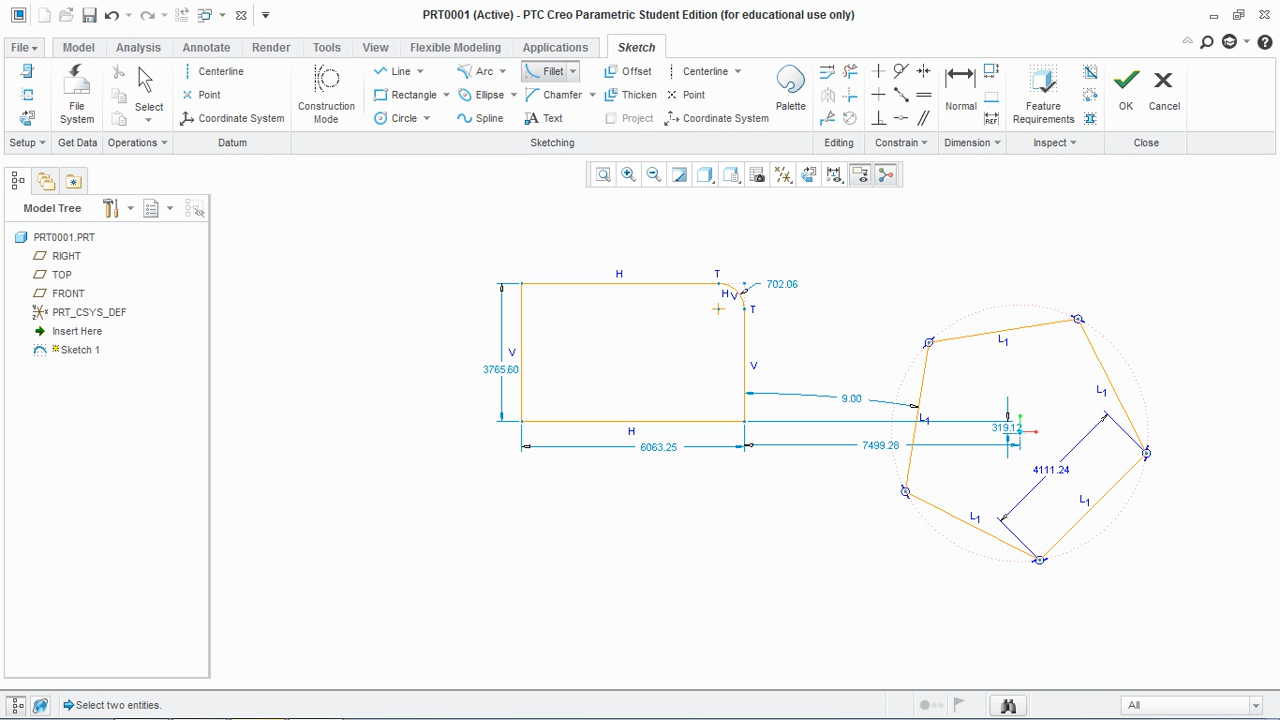 PRT0001 (Active) - PTC Creo Parametric Student Edition (for educational use only)
File Model Analysis Annotate Render Tools View Flexible Modeling Applications Sketch
Centerline Line Arc Fillet Offset Centerline
Point Rectangle Ellipse Chamfer Thicken Point
Coordinate System Circle Spline Text Project Coordinate System
File System
Select
Construction Mode
Palette
Normal
REF
Feature Requirements
OK
Cancel
Setup Get Data Operations Datum Sketching Editing Constrain Dimension Inspect Close
Model Tree
PRT0001.PRT
RIGHT
TOP
FRONT
PRT_CSYS_DEF
Insert Here
Sketch 1
H
T
702.06
H
V
T
V
3765.60
V
H
6063.25
9.00
7499.28
319.12
4111.24
L1
L1
L1
L1
L1
Select two entities.
All